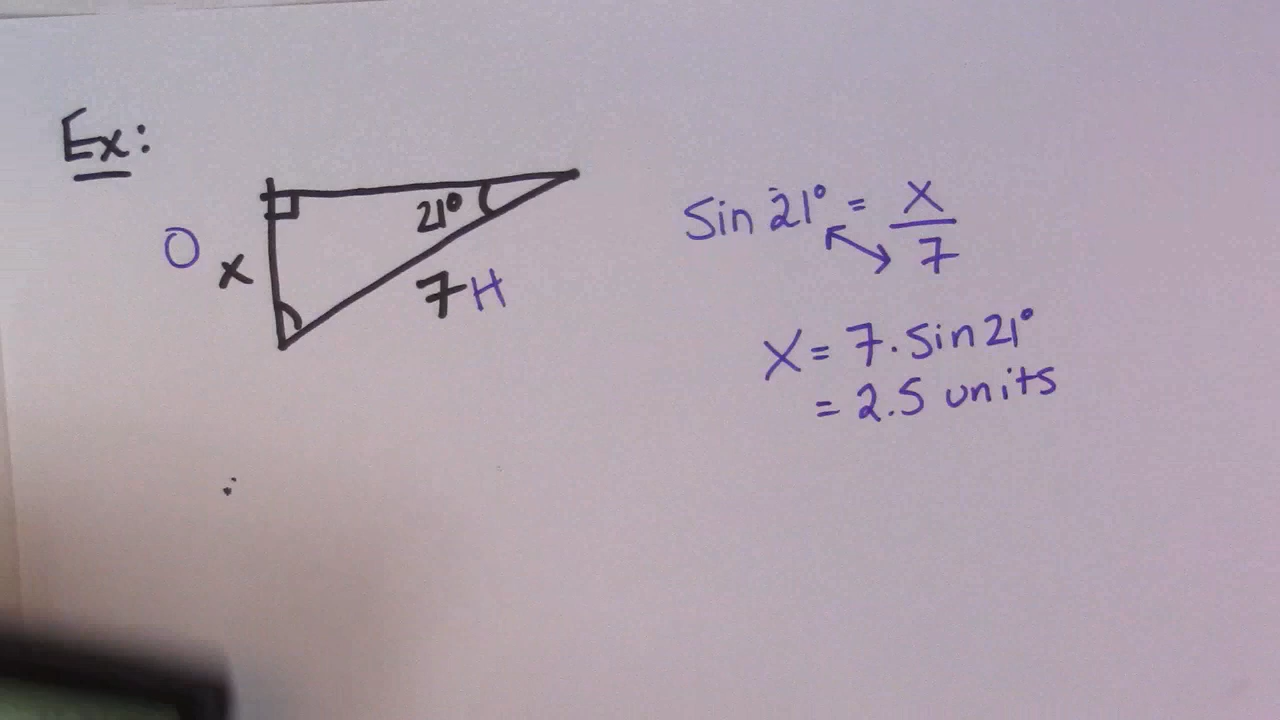 Ex:
21°
O
x
7 H
Sin 21° = x
7
X = 7. Sin 21°
= 2.5 units